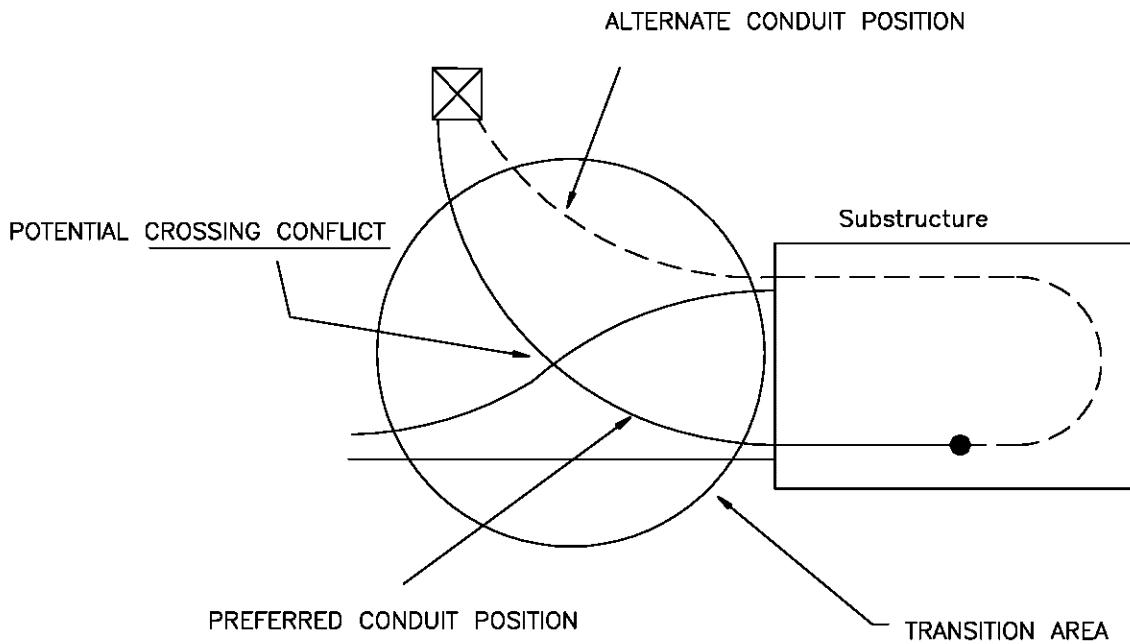 ALTERNATE CONDUIT POSITION
POTENTIAL CROSSING CONFLICT
Substructure
PREFERRED CONDUIT POSITION
TRANSITION AREA